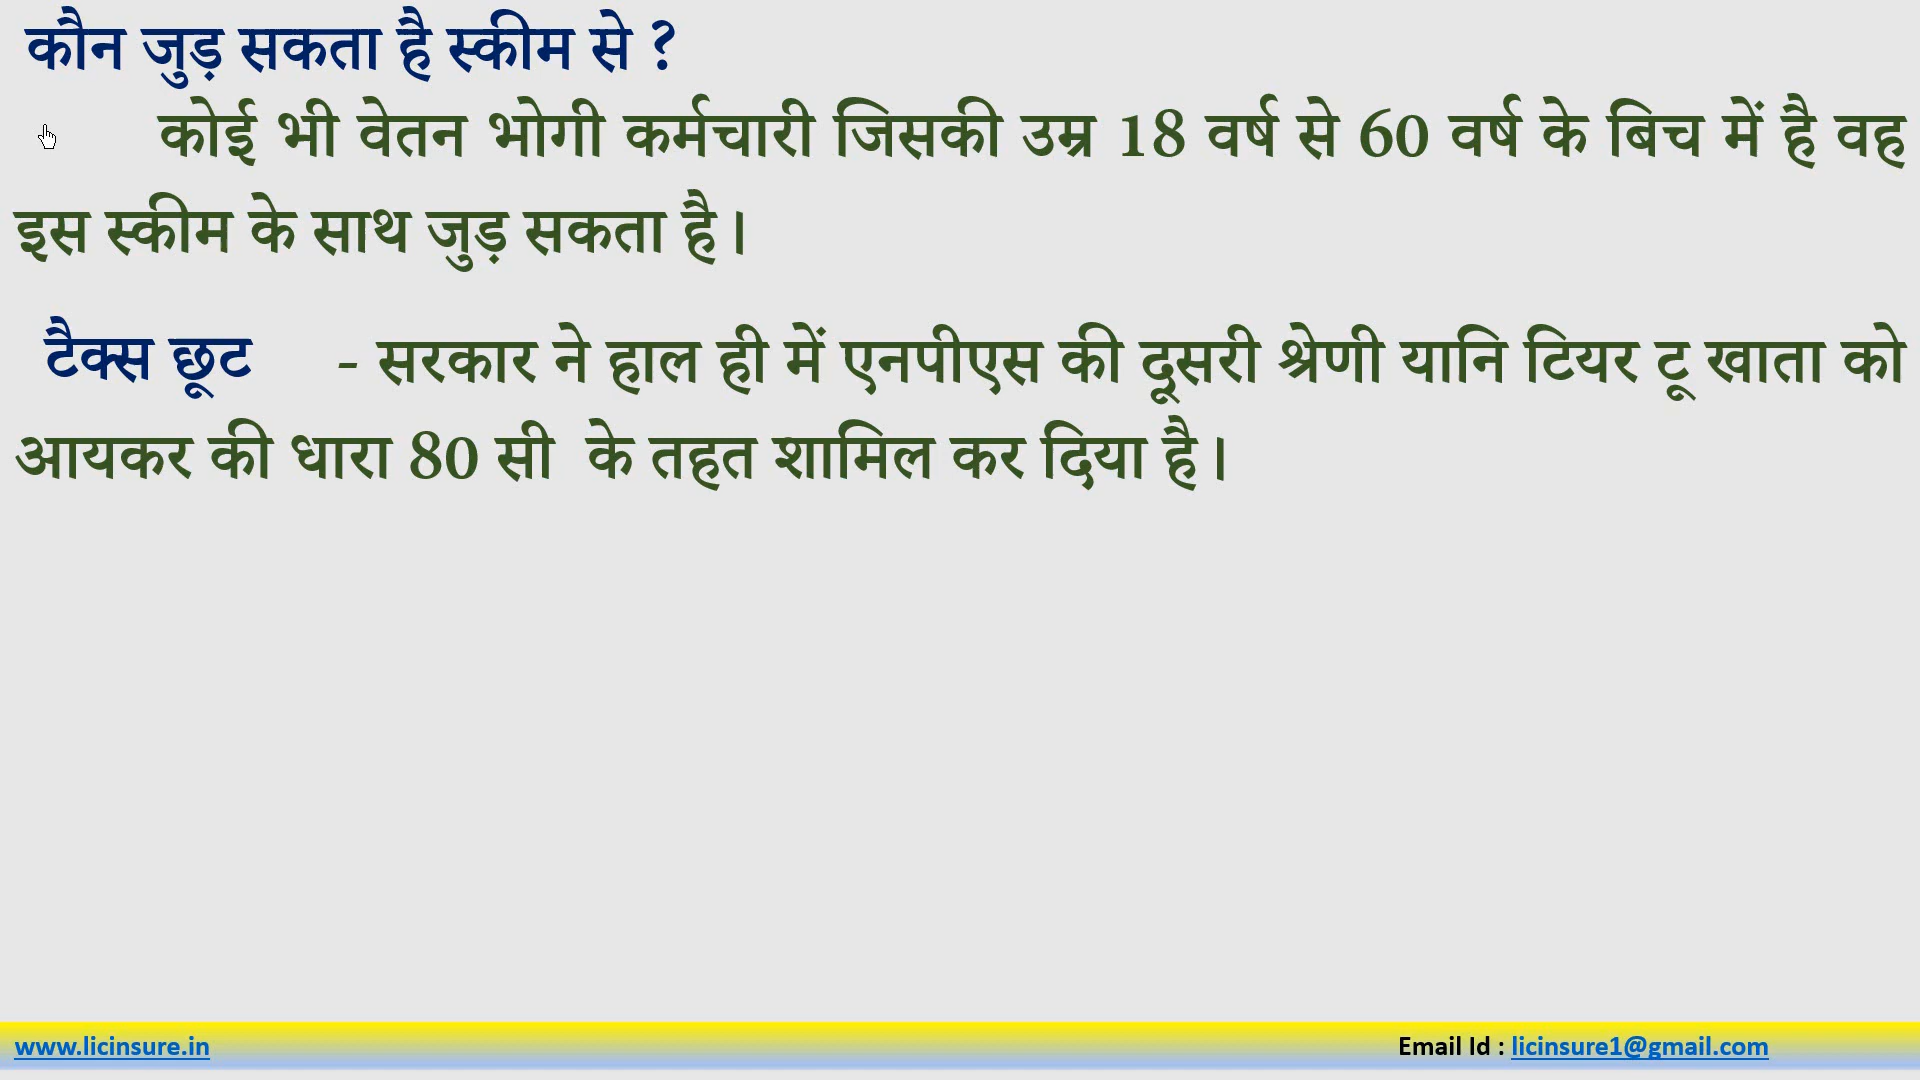 कौन जुड़ सकता है स्कीम से ?
कोई भी वेतन भोगी कर्मचारी जिसकी उम्र 18 वर्ष से 60 वर्ष के बिच में है वह
इस स्कीम के साथ जुड़ सकता है।
टैक्स छूट - सरकार ने हाल ही में एनपीएस की दूसरी श्रेणी यानि टियर टू खाता को
आयकर की धारा 80 सी के तहत शामिल कर दिया है।
www.licinsure.in Email Id : licinsure1@gmail.com